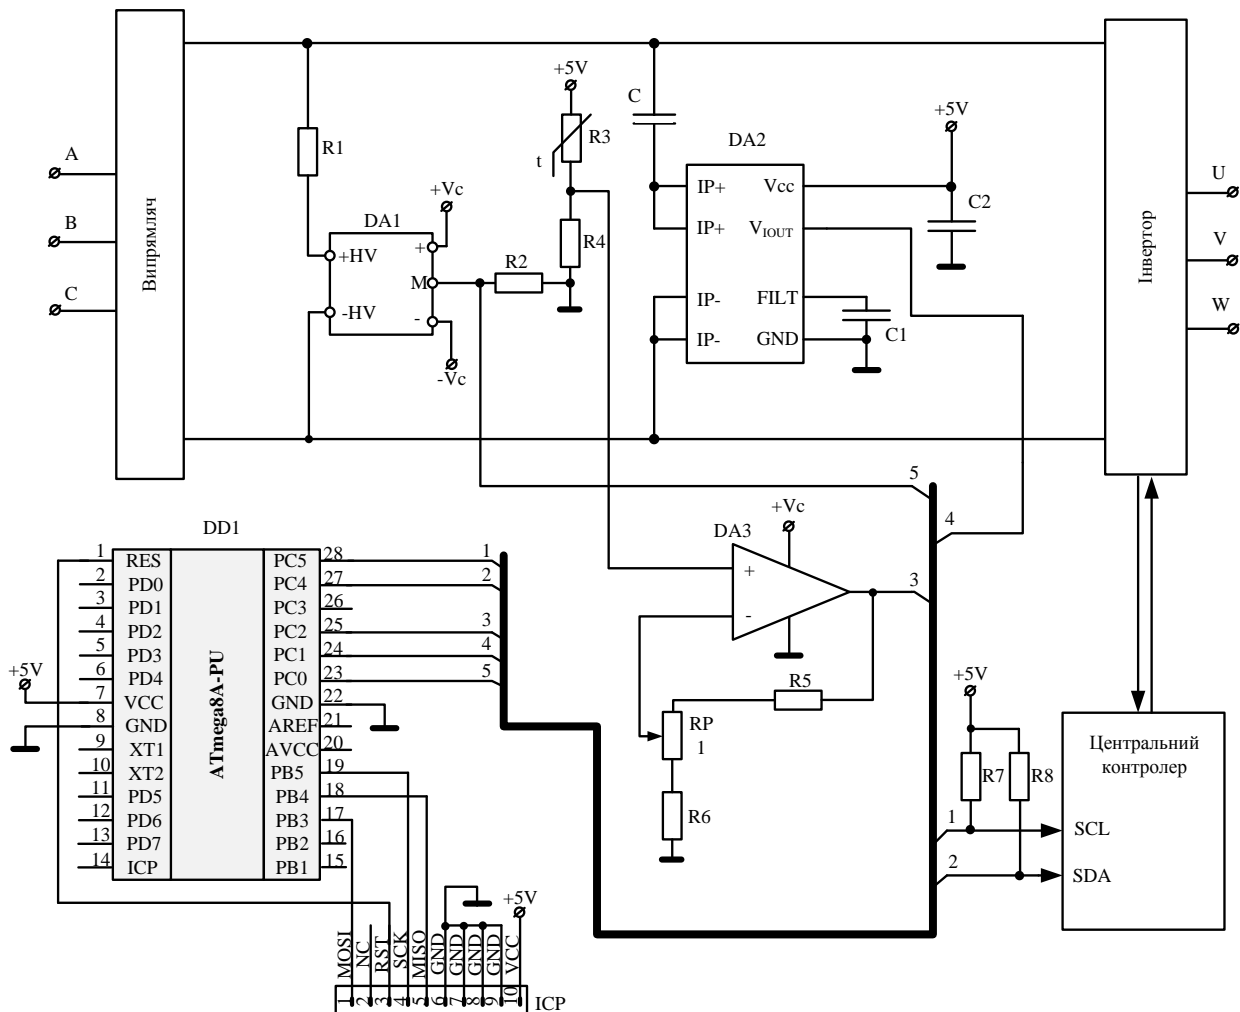 Випрямляч
A
B
C
R1
+5V
R3
t
R4
+Vc
DA1
+HV
-HV
+
M
-
-Vc
R2
C
DA2
IP+
IP+
IP-
IP-
Vcc
VIOUT
FILT
GND
+5V
C2
C1
Інвертор
U
V
W
5
4
3
+Vc
DA3
+
-
R5
RP
1
R6
DD1
ATmega8A-PU
1 RES
2 PD0
3 PD1
4 PD2
5 PD3
6 PD4
7 VCC
8 GND
9 XT1
10 XT2
11 PD5
12 PD6
13 PD7
14 ICP
PC5 28
PC4 27
PC3 26
PC2 25
PC1 24
PC0 23
GND 22
AREF 21
AVCC 20
PB5 19
PB4 18
PB3 17
PB2 16
PB1 15
+5V
1
2
3
4
5
+5V
R7
R8
1
2
Центральний
контролер
SCL
SDA
+5V
MOSI
NC
RST
SCK
MISO
GND
GND
GND
GND
VCC
1
2
3
4
5
6
7
8
9
10
ICP